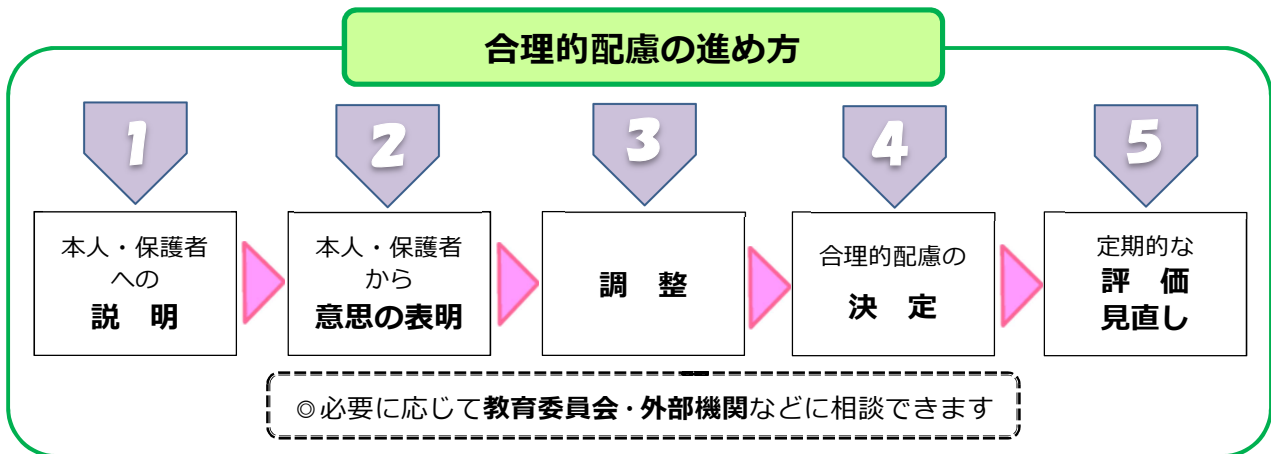 合理的配慮の進め方
1
2
3
4
5
本人・保護者
への
説　明
本人・保護者
から
意思の表明
調　整
合理的配慮の
決　定
定期的な
評　価
見直し
◎必要に応じて教育委員会・外部機関などに相談できます